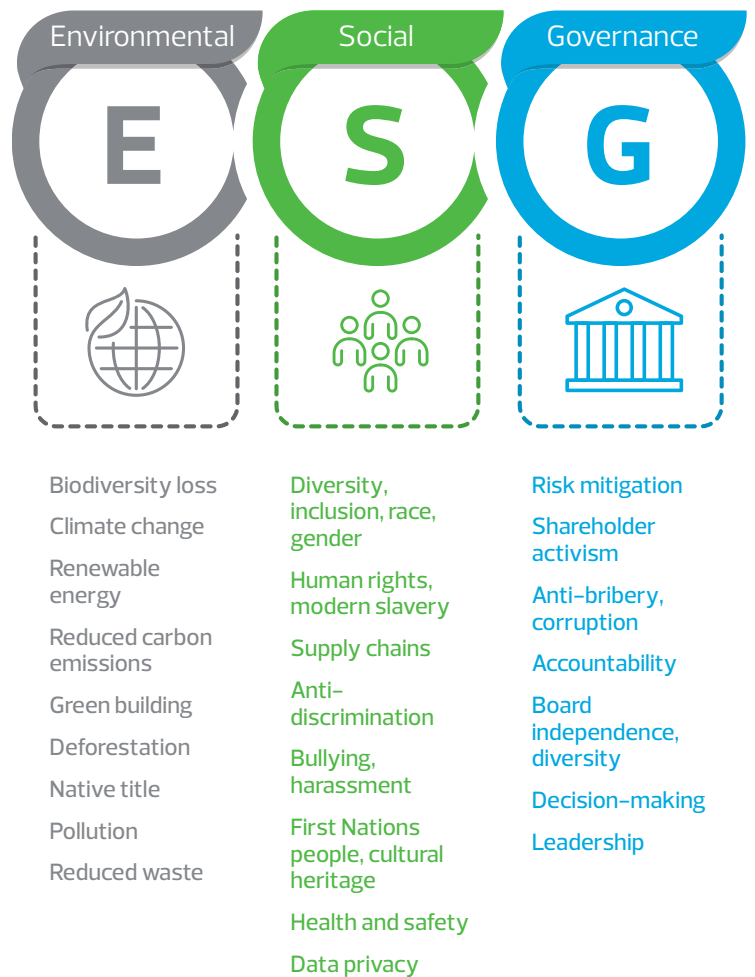 Environmental
E
Biodiversity loss
Climate change
Renewable
energy
Reduced carbon
emissions
Green building
Deforestation
Native title
Pollution
Reduced waste
Social
S
Diversity,
inclusion, race,
gender
Human rights,
modern slavery
Supply chains
Anti-
discrimination
Bullying,
harassment
First Nations
people, cultural
heritage
Health and safety
Data privacy
Governance
G
Risk mitigation
Shareholder
activism
Anti-bribery,
corruption
Accountability
Board
independence,
diversity
Decision-making
Leadership